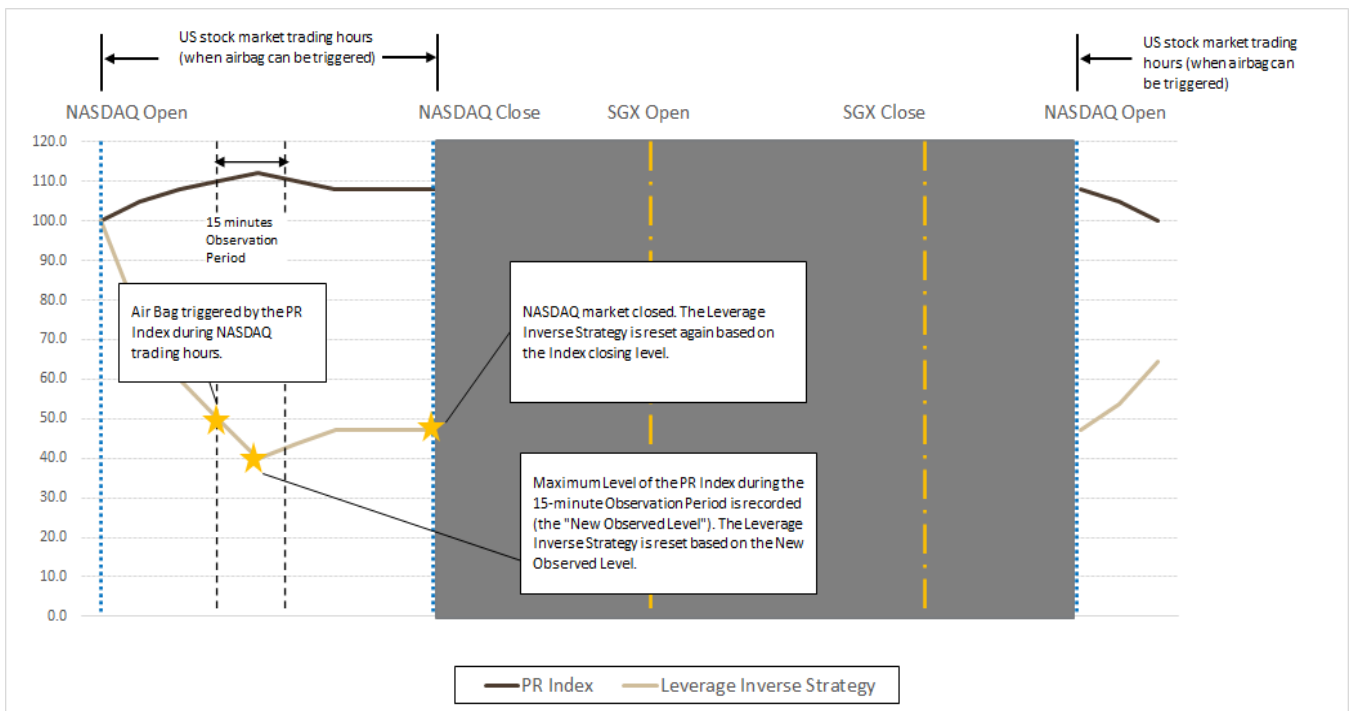 US stock market trading hours
(when airbag can be triggered)
US stock market trading
hours (when airbag can
be triggered)
NASDAQ Open
NASDAQ Close
SGX Open
SGX Close
NASDAQ Open
120.0
110.0
100.0
90.0
80.0
70.0
60.0
50.0
40.0
30.0
20.0
10.0
0.0
15 minutes
Observation
Period
Air Bag triggered by the PR
Index during NASDAQ
trading hours.
NASDAQ market closed. The Leverage
Inverse Strategy is reset again based on
the Index closing level.
Maximum Level of the PR Index during the
15-minute Observation Period is recorded
(the "New Observed Level"). The Leverage
Inverse Strategy is reset based on the New
Observed Level.
PR Index
Leverage Inverse Strategy